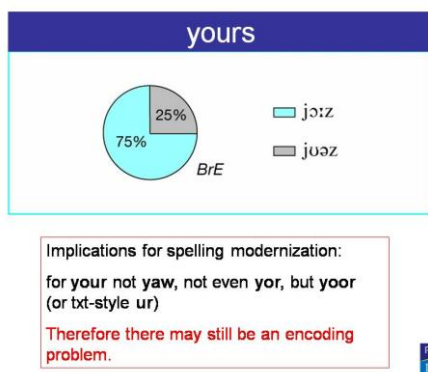 yours
25%
75%
BrE
jɔːz
jʊəz
Implications for spelling modernization:
for your not yaw, not even yor, but yoor
(or txt-style ur)
Therefore there may still be an encoding
problem.